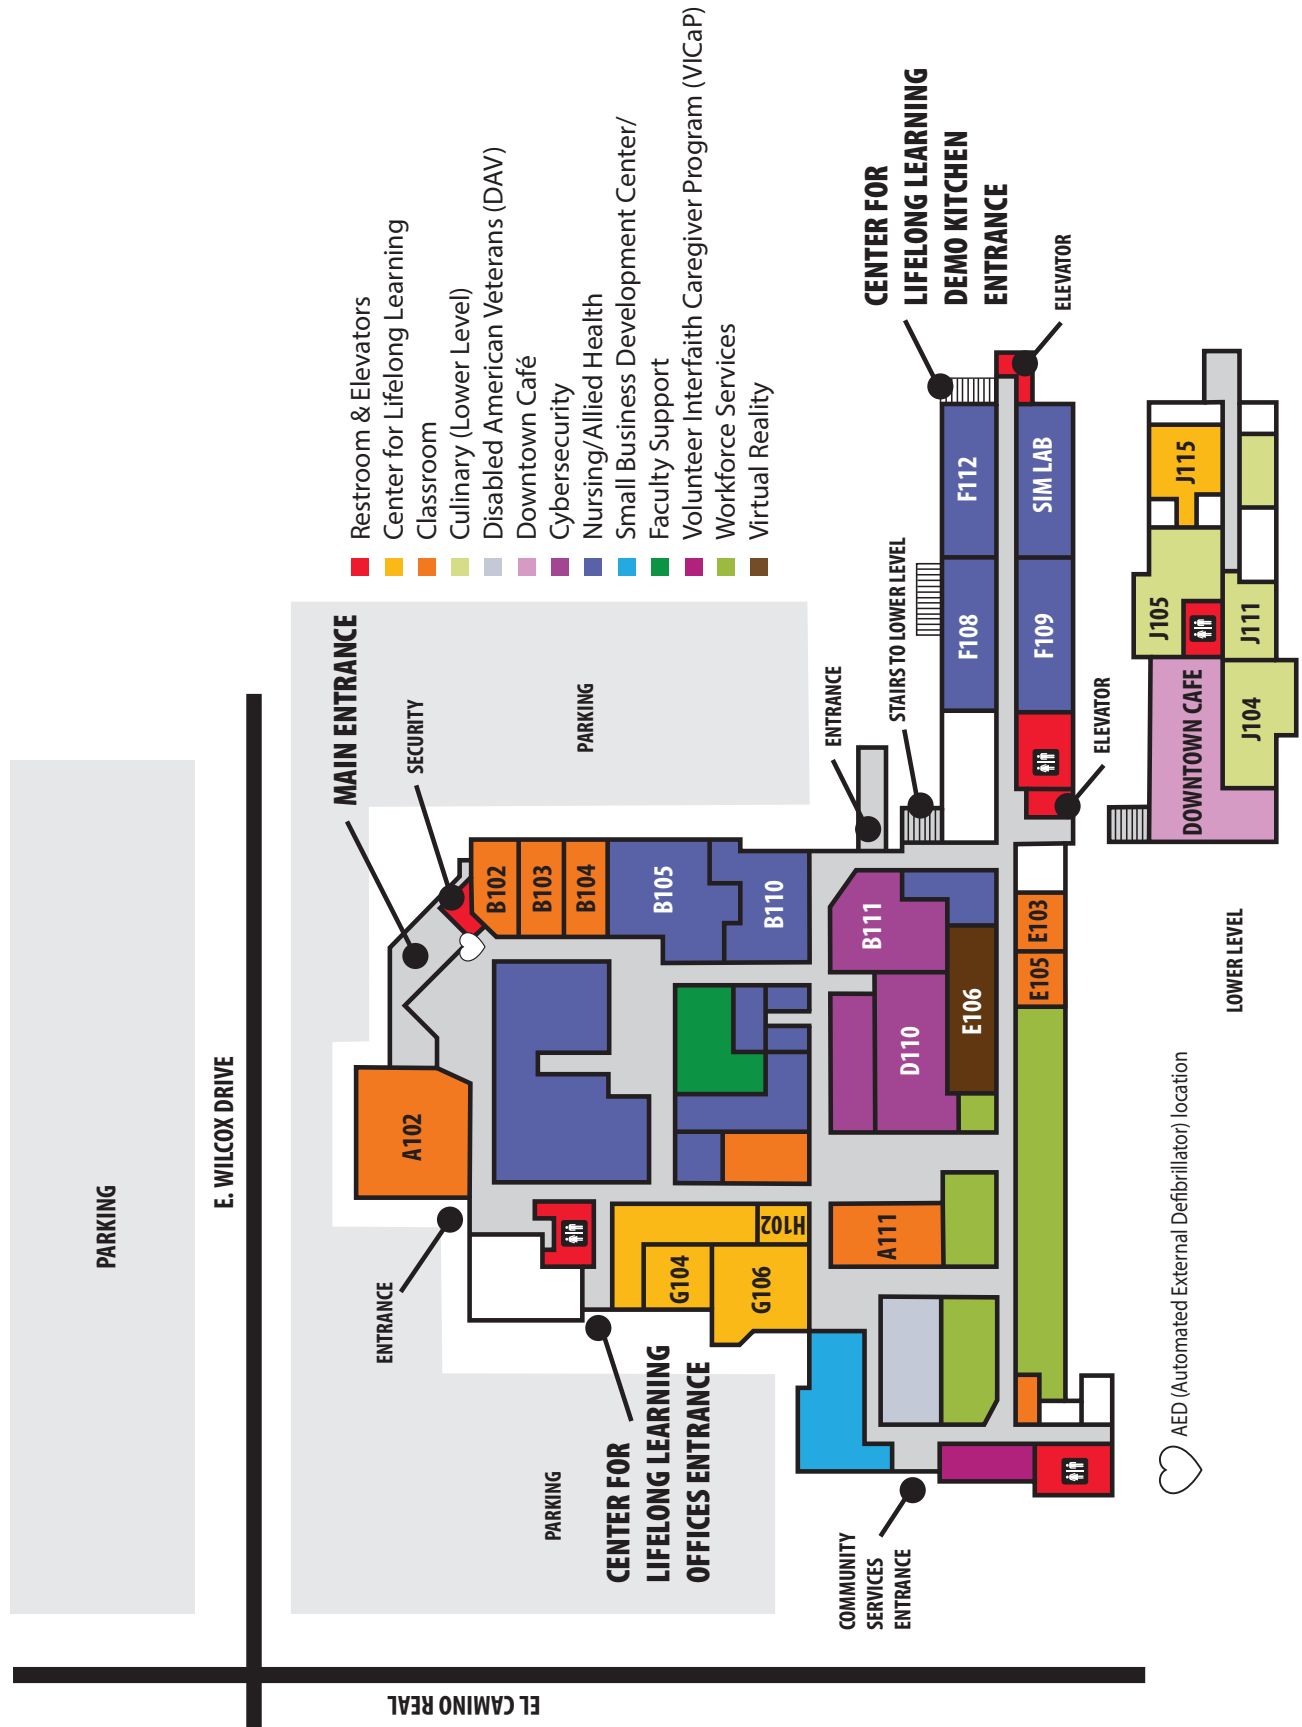 PARKING
E. WILCOX DRIVE
EL CAMINO REAL
MAIN ENTRANCE
SECURITY
PARKING
ENTRANCE
PARKING
CENTER FOR
LIFELONG LEARNING
OFFICES ENTRANCE
COMMUNITY
SERVICES
ENTRANCE
ENTRANCE
STAIRS TO LOWER LEVEL
CENTER FOR
LIFELONG LEARNING
DEMO KITCHEN
ENTRANCE
ELEVATOR
ELEVATOR
Restroom & Elevators
Center for Lifelong Learning
Classroom
Culinary (Lower Level)
Disabled American Veterans (DAV)
Downtown Café
Cybersecurity
Nursing/Allied Health
Small Business Development Center/
Faculty Support
Volunteer Interfaith Caregiver Program (VICaP)
Workforce Services
Virtual Reality
A102
B102
B103
B104
B105
B110
B111
D110
E106
E103
E105
A111
H102
G104
G106
F108
F112
F109
SIM LAB
J115
J105
J111
J104
DOWNTOWN CAFE
LOWER LEVEL
AED (Automated External Defibrillator) location